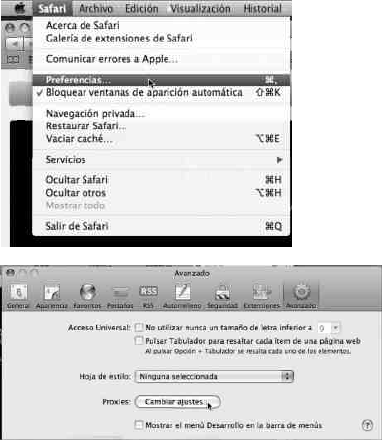 Safari Archivo Edición Visualización Historial
Acerca de Safari
Galería de extensiones de Safari
Comunicar errores a Apple...
Preferencias... ⌘,
✓ Bloquear ventanas de aparición automática ⇧⌘K
Navegación privada...
Restaurar Safari...
Vaciar caché... ⌥⌘E
Servicios ▶
Ocultar Safari ⌘H
Ocultar otros ⌥⌘H
Mostrar todo
Salir de Safari ⌘Q
Avanzado
General Apariencia Favoritos Pestañas RSS Autorrelleno Seguridad Extensiones Avanzado
Acceso Universal: No utilizar nunca un tamaño de letra inferior a 9
Pulsar Tabulador para resaltar cada ítem de una página web
Al pulsar Opción + Tabulador se resalta cada uno de los elementos.
Hoja de estilo: Ninguna seleccionada
Proxies: Cambiar ajustes...
Mostrar el menú Desarrollo en la barra de menús ?